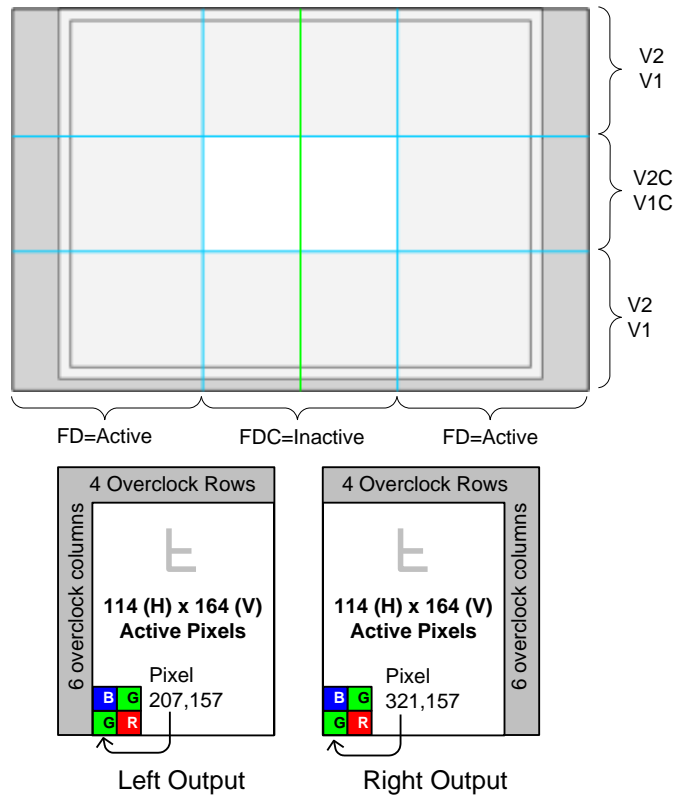 V2
V1
V2C
V1C
V2
V1
FD=Active
FDC=Inactive
FD=Active
4 Overclock Rows
6 overclock columns
F
114 (H) x 164 (V)
Active Pixels
Pixel
207,157
B G
G R
Left Output
4 Overclock Rows
6 overclock columns
F
114 (H) x 164 (V)
Active Pixels
Pixel
321,157
B G
G R
Right Output